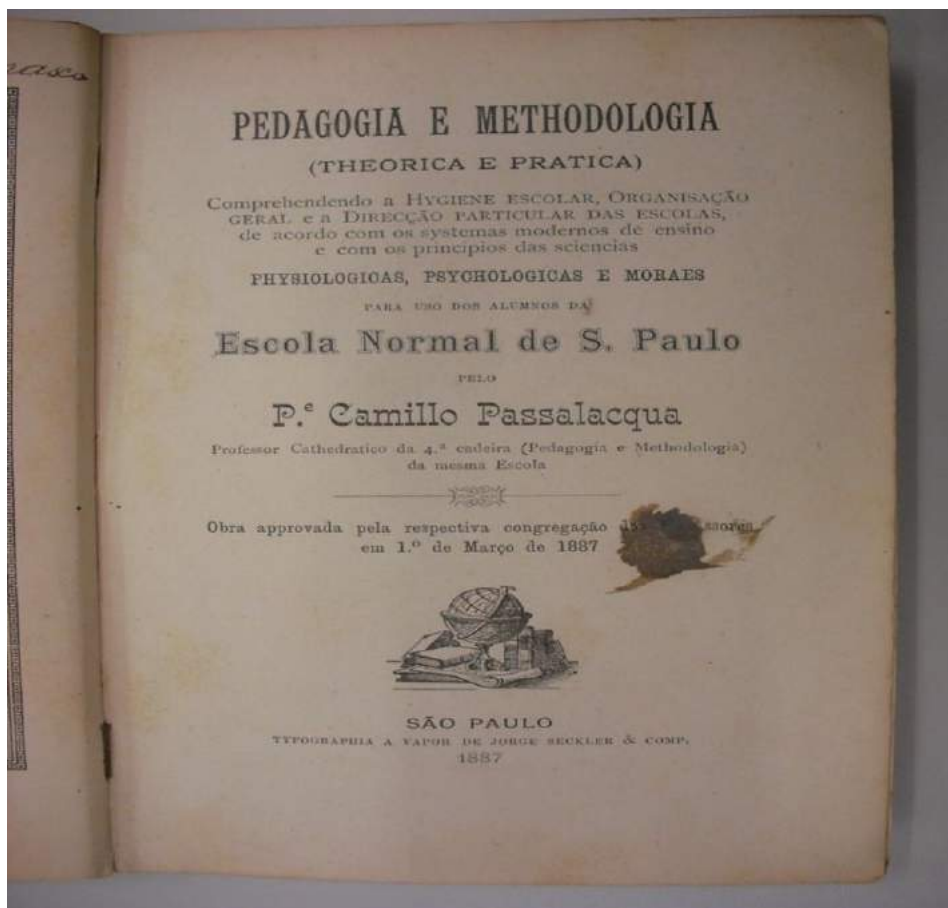 PEDAGOGIA E METHODOLOGIA
(THEORICA E PRATICA)
Comprehendendo a HYGIENE ESCOLAR, ORGANISAÇÃO
GERAL e a DIRECÇÃO PARTICULAR DAS ESCOLAS,
de acordo com os systemas modernos de ensino
e com os principios das sciencias
PHYSIOLOGICAS, PSYCHOLOGICAS E MORAES
PARA USO DOS ALUMNOS DA
Escola Normal de S. Paulo
PELO
P.e Camillo Passalacqua
Professor Cathedratico da 4.ª cadeira (Pedagogia e Methodologia)
da mesma Escola
Obra approvada pela respectiva congregação
em 1.º de Março de 1887
SÃO PAULO
TYPOGRAPHIA A VAPOR DE JORGE SECKLER & COMP.
1887